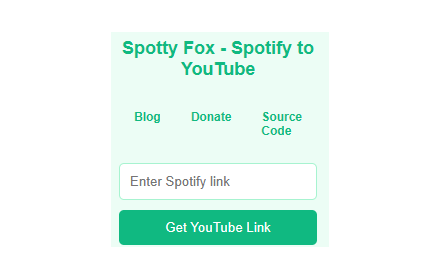 Spotty Fox - Spotify to
YouTube
Blog Donate Source
Code
Enter Spotify link
Get YouTube Link